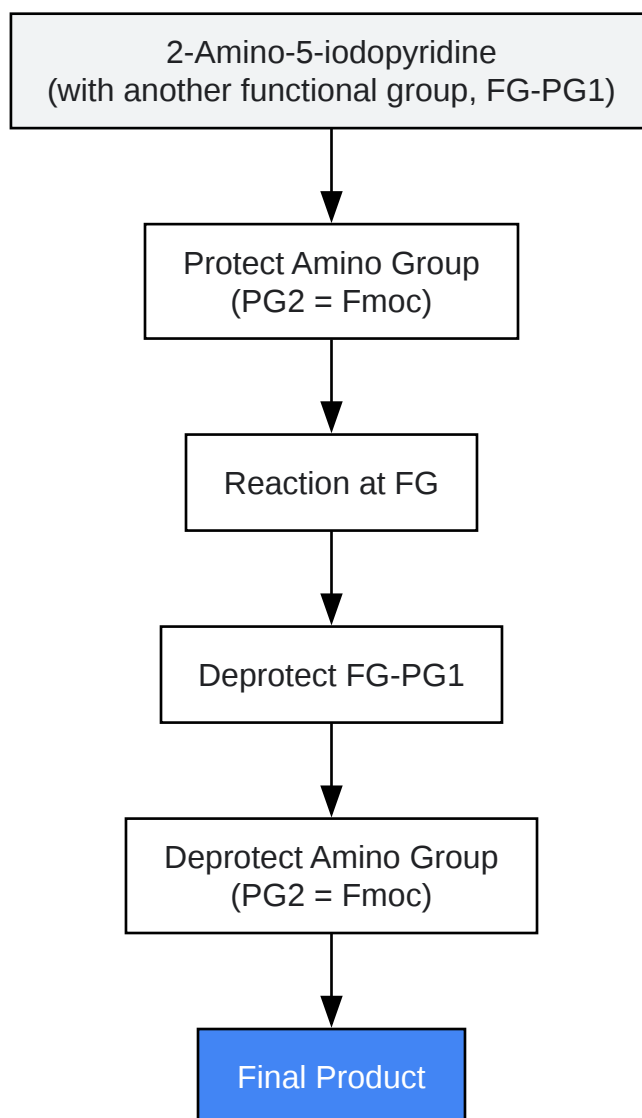 2-Amino-5-iodopyridine
(with another functional group, FG-PG1)
Protect Amino Group
(PG2 = Fmoc)
Reaction at FG
Deprotect FG-PG1
Deprotect Amino Group
(PG2 = Fmoc)
Final Product